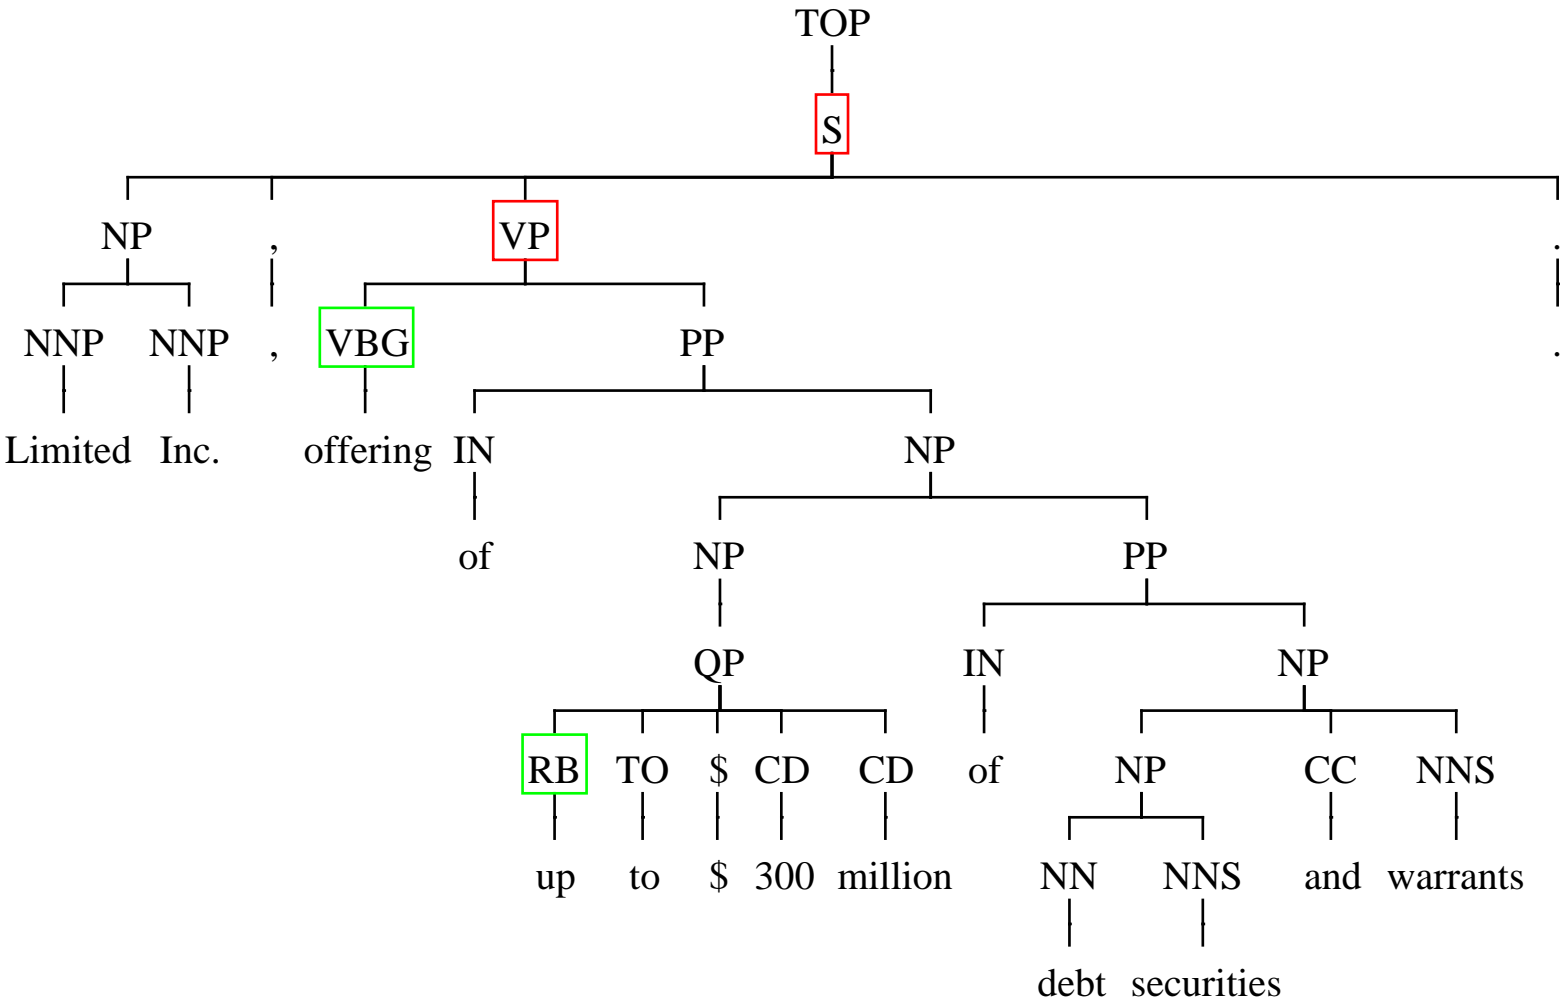 TOP
S
NP , VP .
NNP NNP , VBG PP .
Limited Inc. offering IN NP
of NP PP
QP IN NP
RB TO $ CD CD of NP CC NNS
up to $ 300 million NN NNS and warrants
debt securities